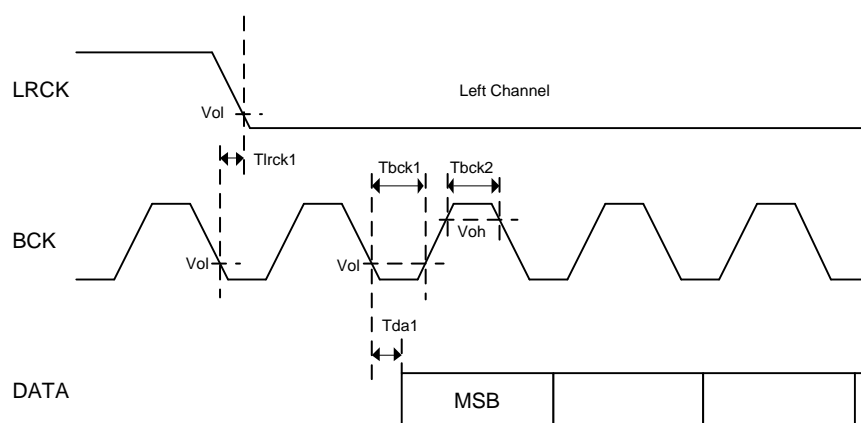 LRCK
Left Channel
Vol
Tlrck1
Tbck1
Tbck2
BCK
Vol
Vol
Voh
Tda1
DATA
MSB